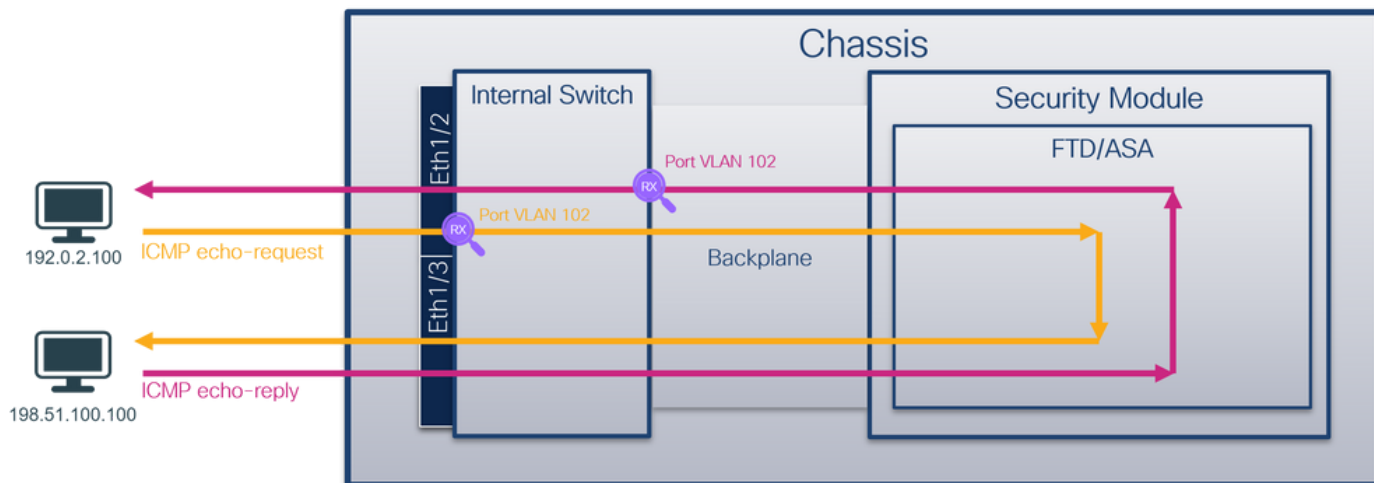 Chassis
Internal Switch
Security Module
FTD/ASA
Eth1/2
Port VLAN 102
RX
Port VLAN 102
RX
192.0.2.100
ICMP echo-request
Backplane
Eth1/3
ICMP echo-reply
198.51.100.100